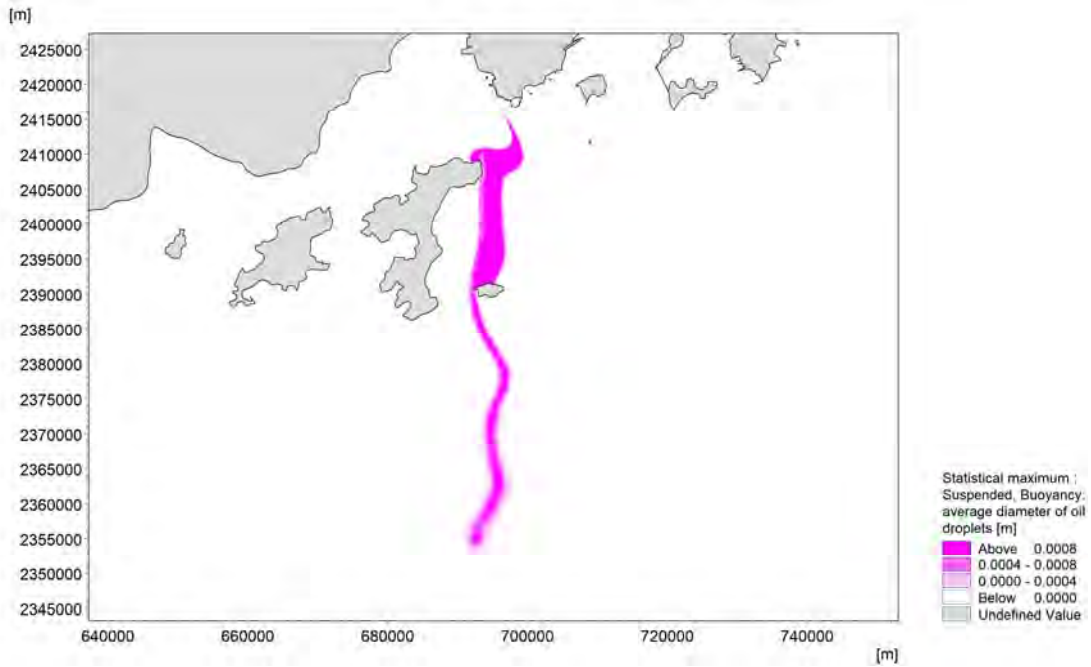 [m]
2425000
2420000
2415000
2410000
2405000
2400000
2395000
2390000
2385000
2380000
2375000
2370000
2365000
2360000
2355000
2350000
2345000
640000 660000 680000 700000 720000 740000
[m]
Statistical maximum :
Suspended, Buoyancy:
average diameter of oil
droplets [m]
Above 0.0008
0.0004 - 0.0008
0.0000 - 0.0004
Below 0.0000
Undefined Value